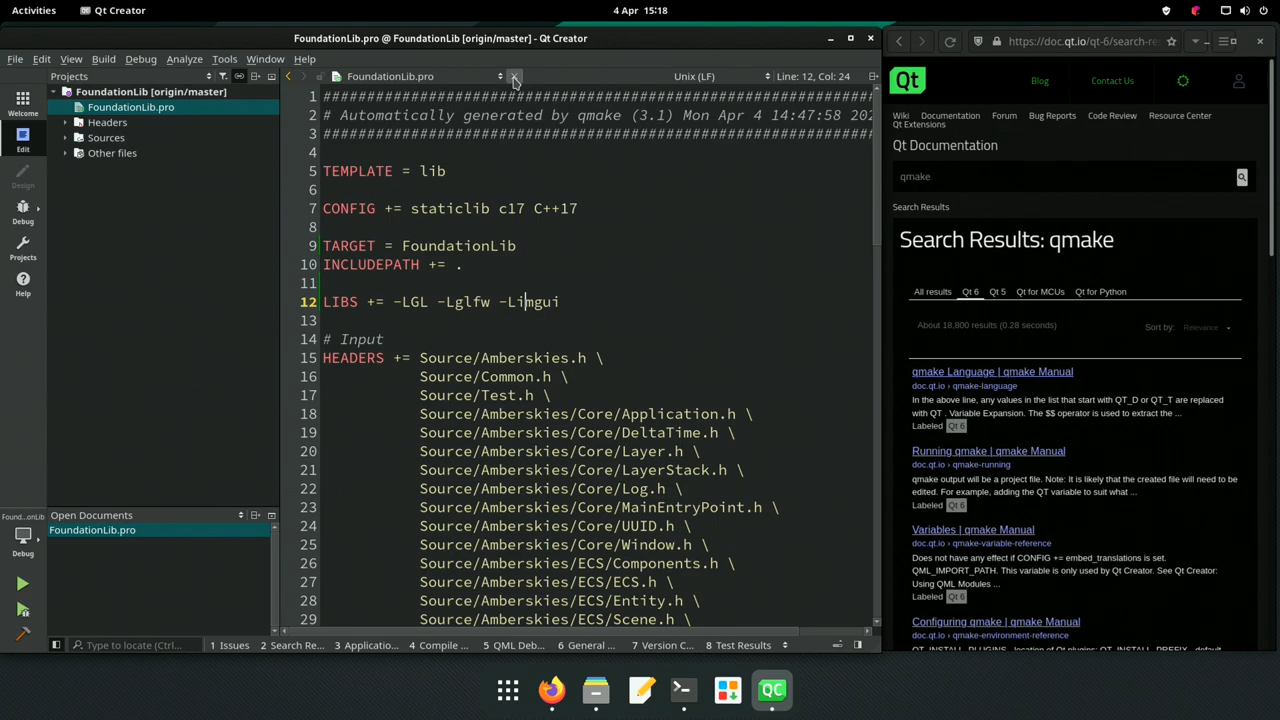 Activities
Qt Creator
4 Apr 15:18
FoundationLib.pro @ FoundationLib [origin/master] - Qt Creator
File Edit View Build Debug Analyze Tools Window Help
Projects
FoundationLib.pro
Unix (LF)
Line: 12, Col: 24
FoundationLib [origin/master]
FoundationLib.pro
Headers
Sources
Other files
Welcome
Edit
Design
Debug
Projects
Help
Found...onLib
Debug
Open Documents
FoundationLib.pro
1 ################################################################
2 # Automatically generated by qmake (3.1) Mon Apr 4 14:47:58 202
3 ################################################################
4
5 TEMPLATE = lib
6
7 CONFIG += staticlib c17 C++17
8
9 TARGET = FoundationLib
10 INCLUDEPATH += .
11
12 LIBS += -LGL -Lglfw -Limgui
13
14 # Input
15 HEADERS += Source/Amberskies.h \
16 Source/Common.h \
17 Source/Test.h \
18 Source/Amberskies/Core/Application.h \
19 Source/Amberskies/Core/DeltaTime.h \
20 Source/Amberskies/Core/Layer.h \
21 Source/Amberskies/Core/LayerStack.h \
22 Source/Amberskies/Core/Log.h \
23 Source/Amberskies/Core/MainEntryPoint.h \
24 Source/Amberskies/Core/UUID.h \
25 Source/Amberskies/Core/Window.h \
26 Source/Amberskies/ECS/Components.h \
27 Source/Amberskies/ECS/ECS.h \
28 Source/Amberskies/ECS/Entity.h \
29 Source/Amberskies/ECS/Scene.h \
Type to locate (Ctrl...
1 Issues
2 Search Re...
3 Applicatio...
4 Compile ...
5 QML Deb...
6 General ...
7 Version C...
8 Test Results
https://doc.qt.io/qt-6/search-re
Qt
Blog
Contact Us
Wiki Documentation Forum Bug Reports Code Review Resource Center
Qt Extensions
Qt Documentation
qmake
Search Results
Search Results: qmake
All results Qt 6 Qt 5 Qt for MCUs Qt for Python
About 18,800 results (0.28 seconds)
Sort by: Relevance
qmake Language | qmake Manual
doc.qt.io › qmake-language
In the above line, any values in the list that start with QT_D or QT_T are replaced
with QT . Variable Expansion. The $$ operator is used to extract the ...
Labeled Qt 6
Running qmake | qmake Manual
doc.qt.io › qmake-running
qmake output will be a project file. Note: It is likely that the created file will need to be
edited. For example, adding the QT variable to suit what ...
Labeled Qt 6
Variables | qmake Manual
doc.qt.io › qmake-variable-reference
Does not have any effect if CONFIG += embed_translations is set.
QML_IMPORT_PATH. This variable is only used by Qt Creator. See Qt Creator:
Using QML Modules ...
Labeled Qt 6
Configuring qmake | qmake Manual
doc.qt.io › qmake-environment-reference
QT_INSTALL_PLUGINS - location of Qt plugins; QT_INSTALL_PREFIX - default
QC